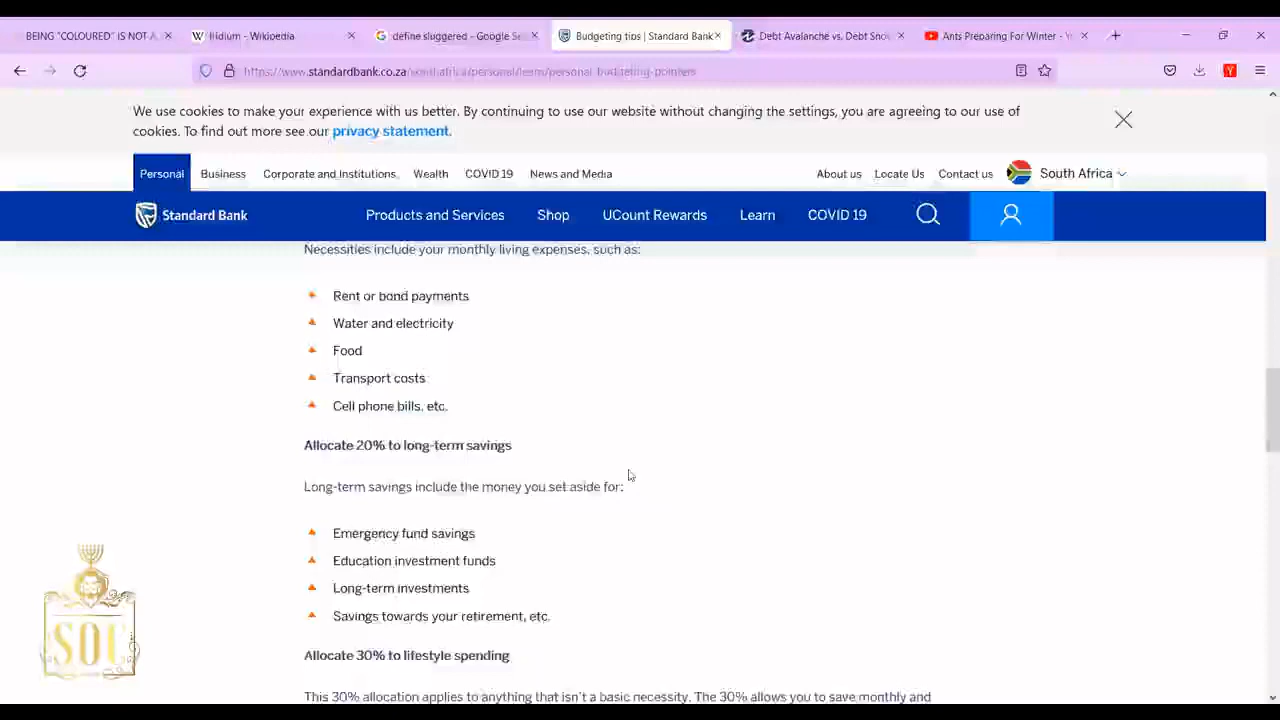 BEING "COLOURED" IS NOT A
Iridium - Wikipedia
define sluggered - Google Se
Budgeting tips | Standard Bank
Debt Avalanche vs. Debt Snow
Ants Preparing For Winter - Y
https://www.standardbank.co.za/southafrica/personal/learn/personal-budgeting-pointers
We use cookies to make your experience with us better. By continuing to use our website without changing the settings, you are agreeing to our use of
cookies. To find out more see our privacy statement.
Personal Business Corporate and Institutions Wealth COVID 19 News and Media About us Locate Us Contact us South Africa
Standard Bank Products and Services Shop UCount Rewards Learn COVID 19
Necessities include your monthly living expenses, such as:
Rent or bond payments
Water and electricity
Food
Transport costs
Cell phone bills, etc.
Allocate 20% to long-term savings
Long-term savings include the money you set aside for:
Emergency fund savings
Education investment funds
Long-term investments
Savings towards your retirement, etc.
Allocate 30% to lifestyle spending
This 30% allocation applies to anything that isn't a basic necessity. The 30% allows you to save monthly and
SOC